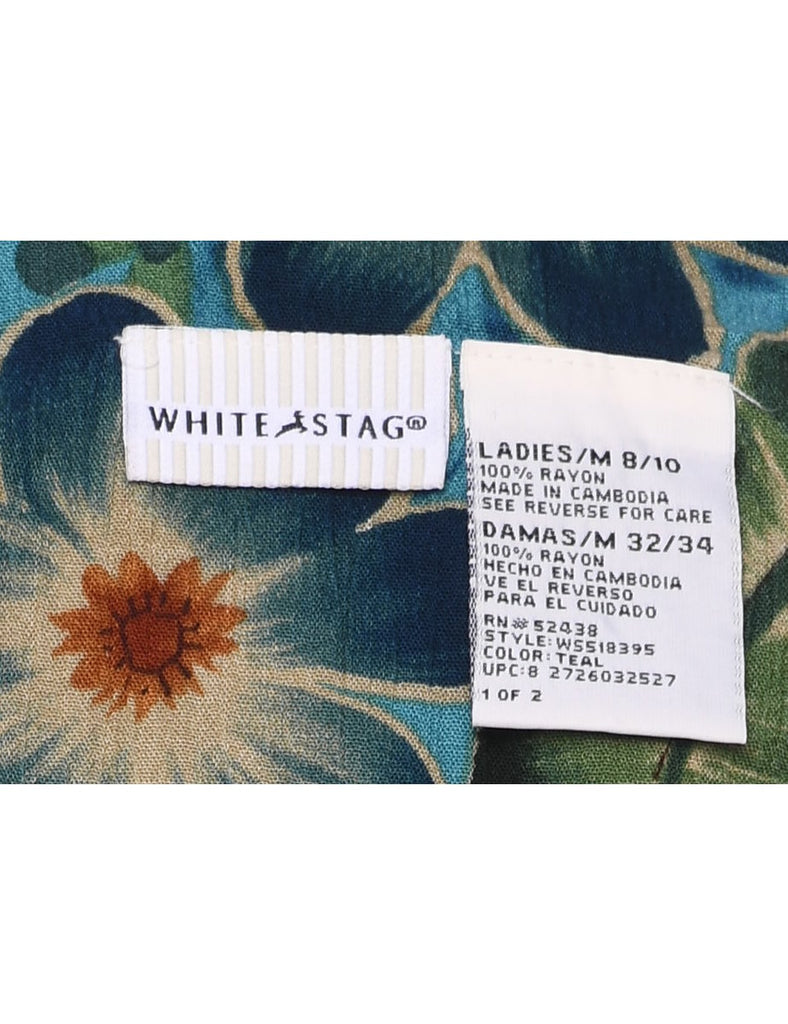 WHITE STAG®
LADIES/M 8/10
100% RAYON
MADE IN CAMBODIA
SEE REVERSE FOR CARE
DAMAS/M 32/34
100% RAYON
HECHO EN CAMBODIA
VE EL REVERSO
PARA EL CUIDADO
RN# 52438
STYLE: WS518395
COLOR: TEAL
UPC: 8 2726032527
1 OF 2